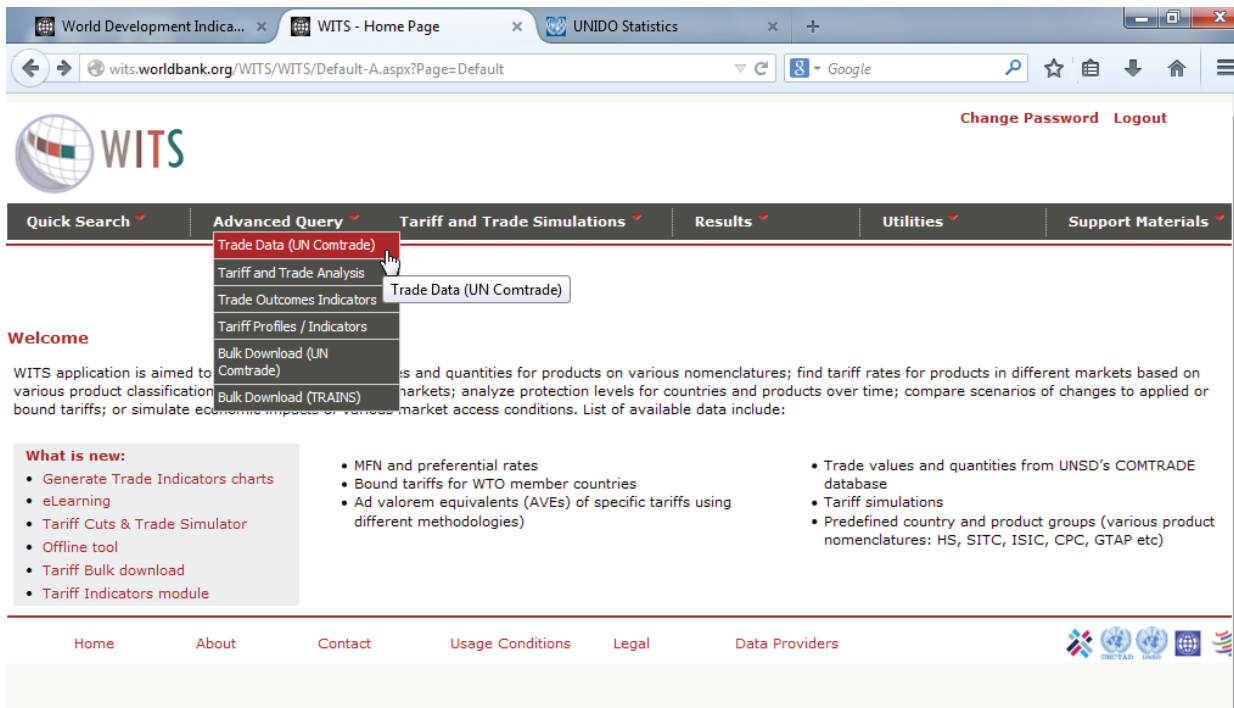 World Development Indica...
WITS - Home Page
UNIDO Statistics
wits.worldbank.org/WITS/WITS/Default-A.aspx?Page=Default
8 Google
Change Password Logout
WITS
Quick Search Advanced Query Tariff and Trade Simulations Results Utilities Support Materials
Trade Data (UN Comtrade)
Tariff and Trade Analysis
Trade Data (UN Comtrade)
Trade Outcomes Indicators
Tariff Profiles / Indicators
Bulk Download (UN
Comtrade)
Bulk Download (TRAINS)
Welcome
WITS application is aimed to es and quantities for products on various nomenclatures; find tariff rates for products in different markets based on
various product classification markets; analyze protection levels for countries and products over time; compare scenarios of changes to applied or
bound tariffs; or simulate economic impacts of various market access conditions. List of available data include:
What is new:
• Generate Trade Indicators charts
• eLearning
• Tariff Cuts & Trade Simulator
• Offline tool
• Tariff Bulk download
• Tariff Indicators module
• MFN and preferential rates
• Bound tariffs for WTO member countries
• Ad valorem equivalents (AVEs) of specific tariffs using
different methodologies)
• Trade values and quantities from UNSD's COMTRADE
database
• Tariff simulations
• Predefined country and product groups (various product
nomenclatures: HS, SITC, ISIC, CPC, GTAP etc)
Home About Contact Usage Conditions Legal Data Providers
UNCTAD UNSD